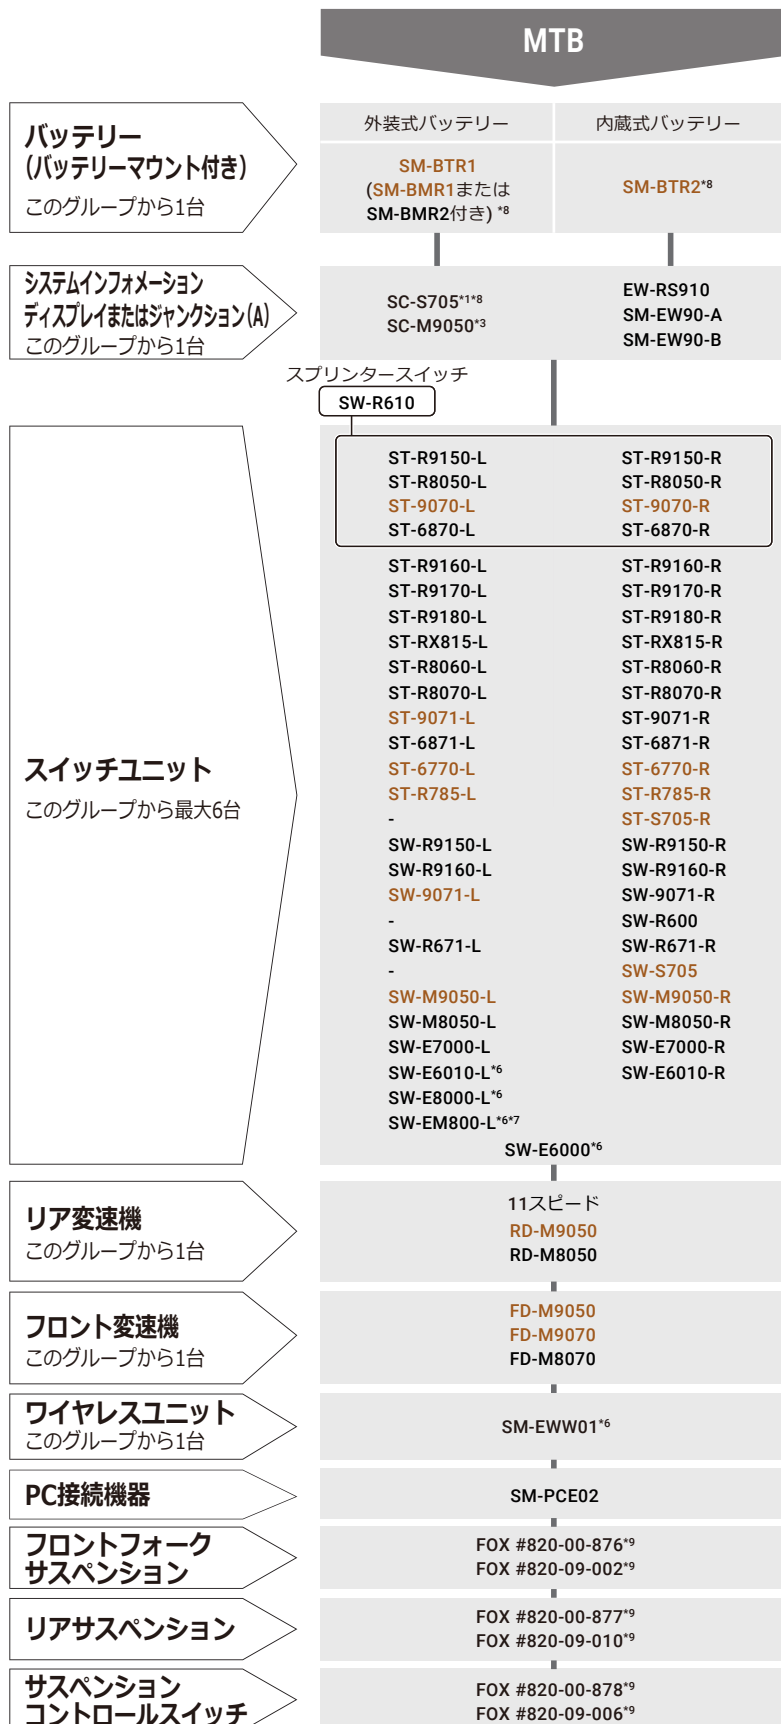 MTB
バッテリー
(バッテリーマウント付き)
このグループから1台
外装式バッテリー
内蔵式バッテリー
SM-BTR1
(SM-BMR1または
SM-BMR2付き) *8
SM-BTR2*8
システムインフォメーション
ディスプレイまたはジャンクション(A)
このグループから1台
SC-S705*1*8
SC-M9050*3
EW-RS910
SM-EW90-A
SM-EW90-B
スプリンタースイッチ
SW-R610
スイッチユニット
このグループから最大6台
ST-R9150-L ST-R9150-R
ST-R8050-L ST-R8050-R
ST-9070-L ST-9070-R
ST-6870-L ST-6870-R
ST-R9160-L ST-R9160-R
ST-R9170-L ST-R9170-R
ST-R9180-L ST-R9180-R
ST-RX815-L ST-RX815-R
ST-R8060-L ST-R8060-R
ST-R8070-L ST-R8070-R
ST-9071-L ST-9071-R
ST-6871-L ST-6871-R
ST-6770-L ST-6770-R
ST-R785-L ST-R785-R
- ST-S705-R
SW-R9150-L SW-R9150-R
SW-R9160-L SW-R9160-R
SW-9071-L SW-9071-R
- SW-R600
SW-R671-L SW-R671-R
- SW-S705
SW-M9050-L SW-M9050-R
SW-M8050-L SW-M8050-R
SW-E7000-L SW-E7000-R
SW-E6010-L*6 SW-E6010-R
SW-E8000-L*6
SW-EM800-L*6*7
SW-E6000*6
リア変速機
このグループから1台
11スピード
RD-M9050
RD-M8050
フロント変速機
このグループから1台
FD-M9050
FD-M9070
FD-M8070
ワイヤレスユニット
このグループから1台
SM-EWW01*6
PC接続機器
SM-PCE02
フロントフォーク
サスペンション
FOX #820-00-876*9
FOX #820-09-002*9
リアサスペンション
FOX #820-00-877*9
FOX #820-09-010*9
サスペンション
コントロールスイッチ
FOX #820-00-878*9
FOX #820-09-006*9